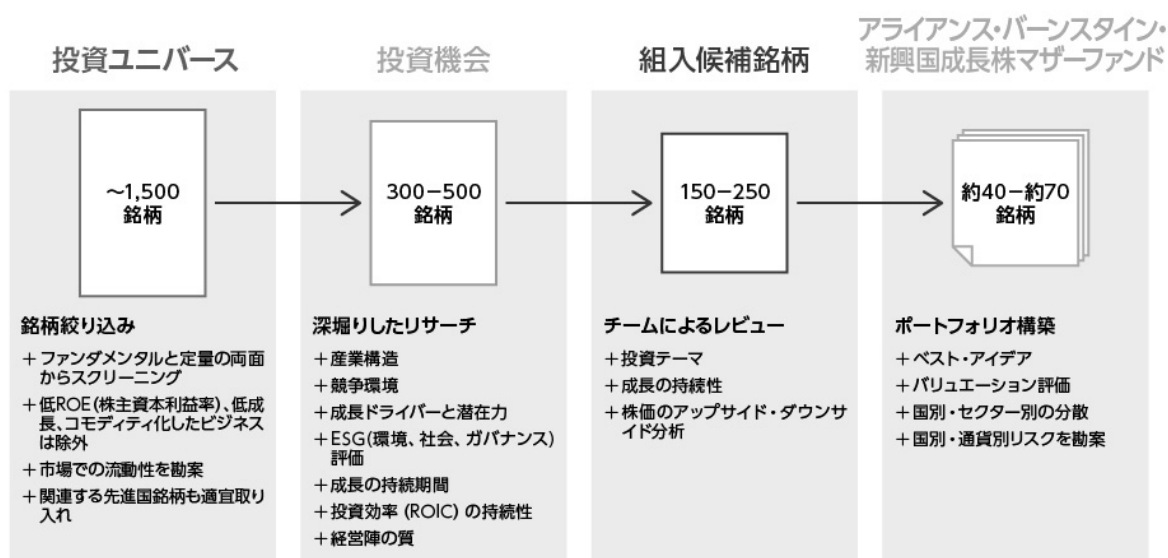 投資ユニバース
～1,500
銘柄
銘柄絞り込み
＋ファンダメンタルと定量の両面
からスクリーニング
＋低ROE（株主資本利益率）、低成
長、コモディティ化したビジネス
は除外
＋市場での流動性を勘案
＋関連する先進国銘柄も適宜取り
入れ
投資機会
300－500
銘柄
深堀りしたリサーチ
＋産業構造
＋競争環境
＋成長ドライバーと潜在力
＋ESG(環境、社会、ガバナンス)
評価
＋成長の持続期間
＋投資効率 (ROIC) の持続性
＋経営陣の質
組入候補銘柄
150－250
銘柄
チームによるレビュー
＋投資テーマ
＋成長の持続性
＋株価のアップサイド・ダウンサ
イド分析
アライアンス・バーンスタイン・
新興国成長株マザーファンド
約40－約70
銘柄
ポートフォリオ構築
＋ベスト・アイデア
＋バリュエーション評価
＋国別・セクター別の分散
＋国別・通貨別リスクを勘案